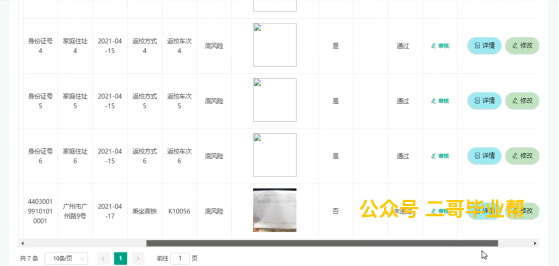 身份证号 家庭住址 2021-04 返校方式 返校车次 高风险 是 通过 审核 详情 修改
4 4 -15 4 4
身份证号 家庭住址 2021-04 返校方式 返校车次 高风险 是 通过 审核 详情 修改
5 5 -15 5 5
身份证号 家庭住址 2021-04 返校方式 返校车次 高风险 是 通过 审核 详情 修改
6 6 -15 6 6
4403001 广州市广 2021-04 乘坐高铁 K10056 高风险 否
9910101 州路9号 -17
0001
公众号 二哥毕业帮
共 7 条 10条/页 1 前往 1 页